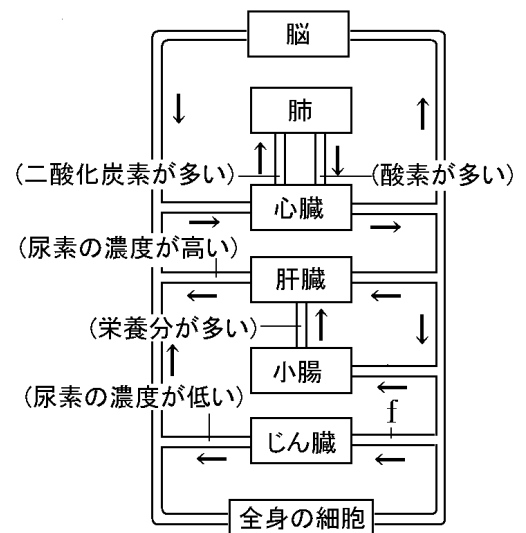 脳
肺
(二酸化炭素が多い)
(酸素が多い)
心臓
(尿素の濃度が高い)
肝臓
(栄養分が多い)
小腸
(尿素の濃度が低い)
f
じん臓
全身の細胞